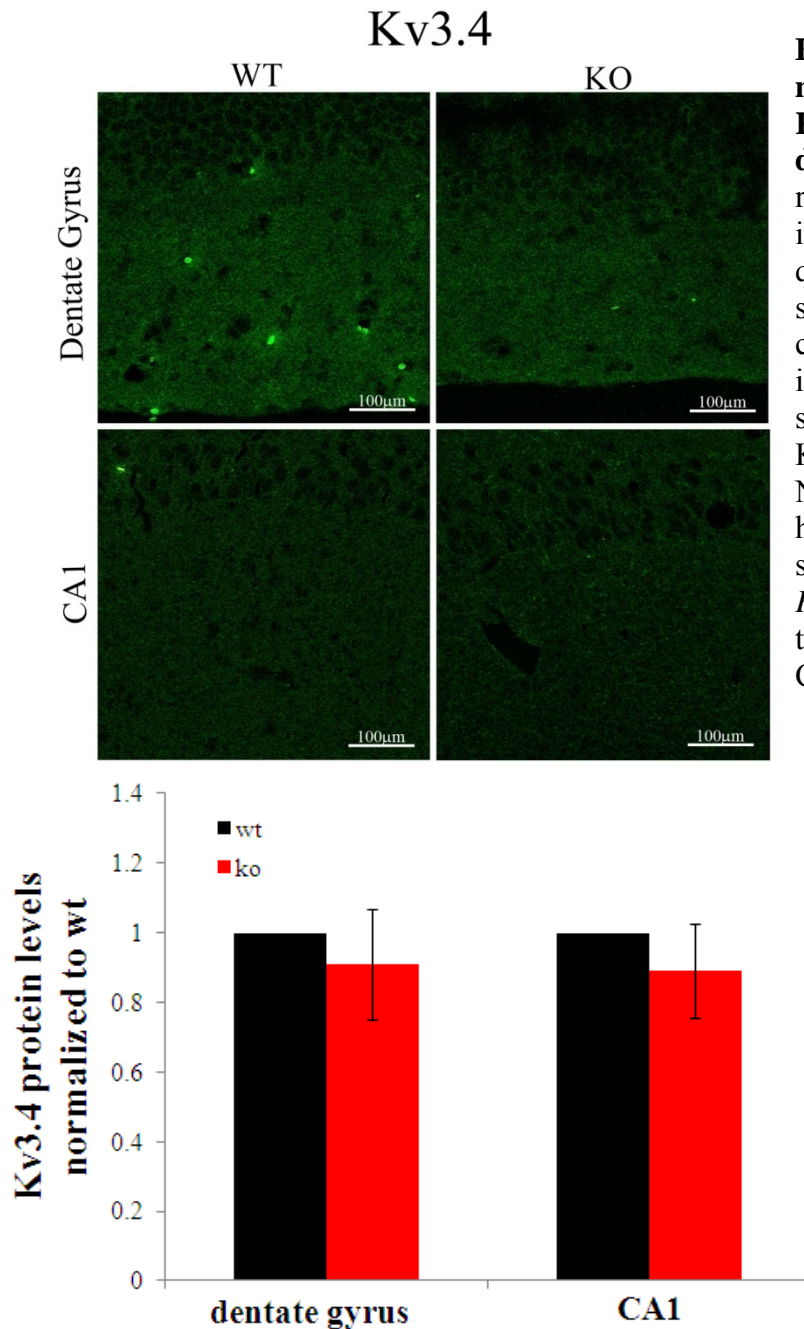 Kv3.4
WT KO
Dentate Gyrus
100μm 100μm
CA1
100μm 100μm
1.4
1.2
1
0.8
0.6
0.4
0.2
0
wt
ko
Kv3.4 protein levels
normalized to wt
dentate gyrus CA1